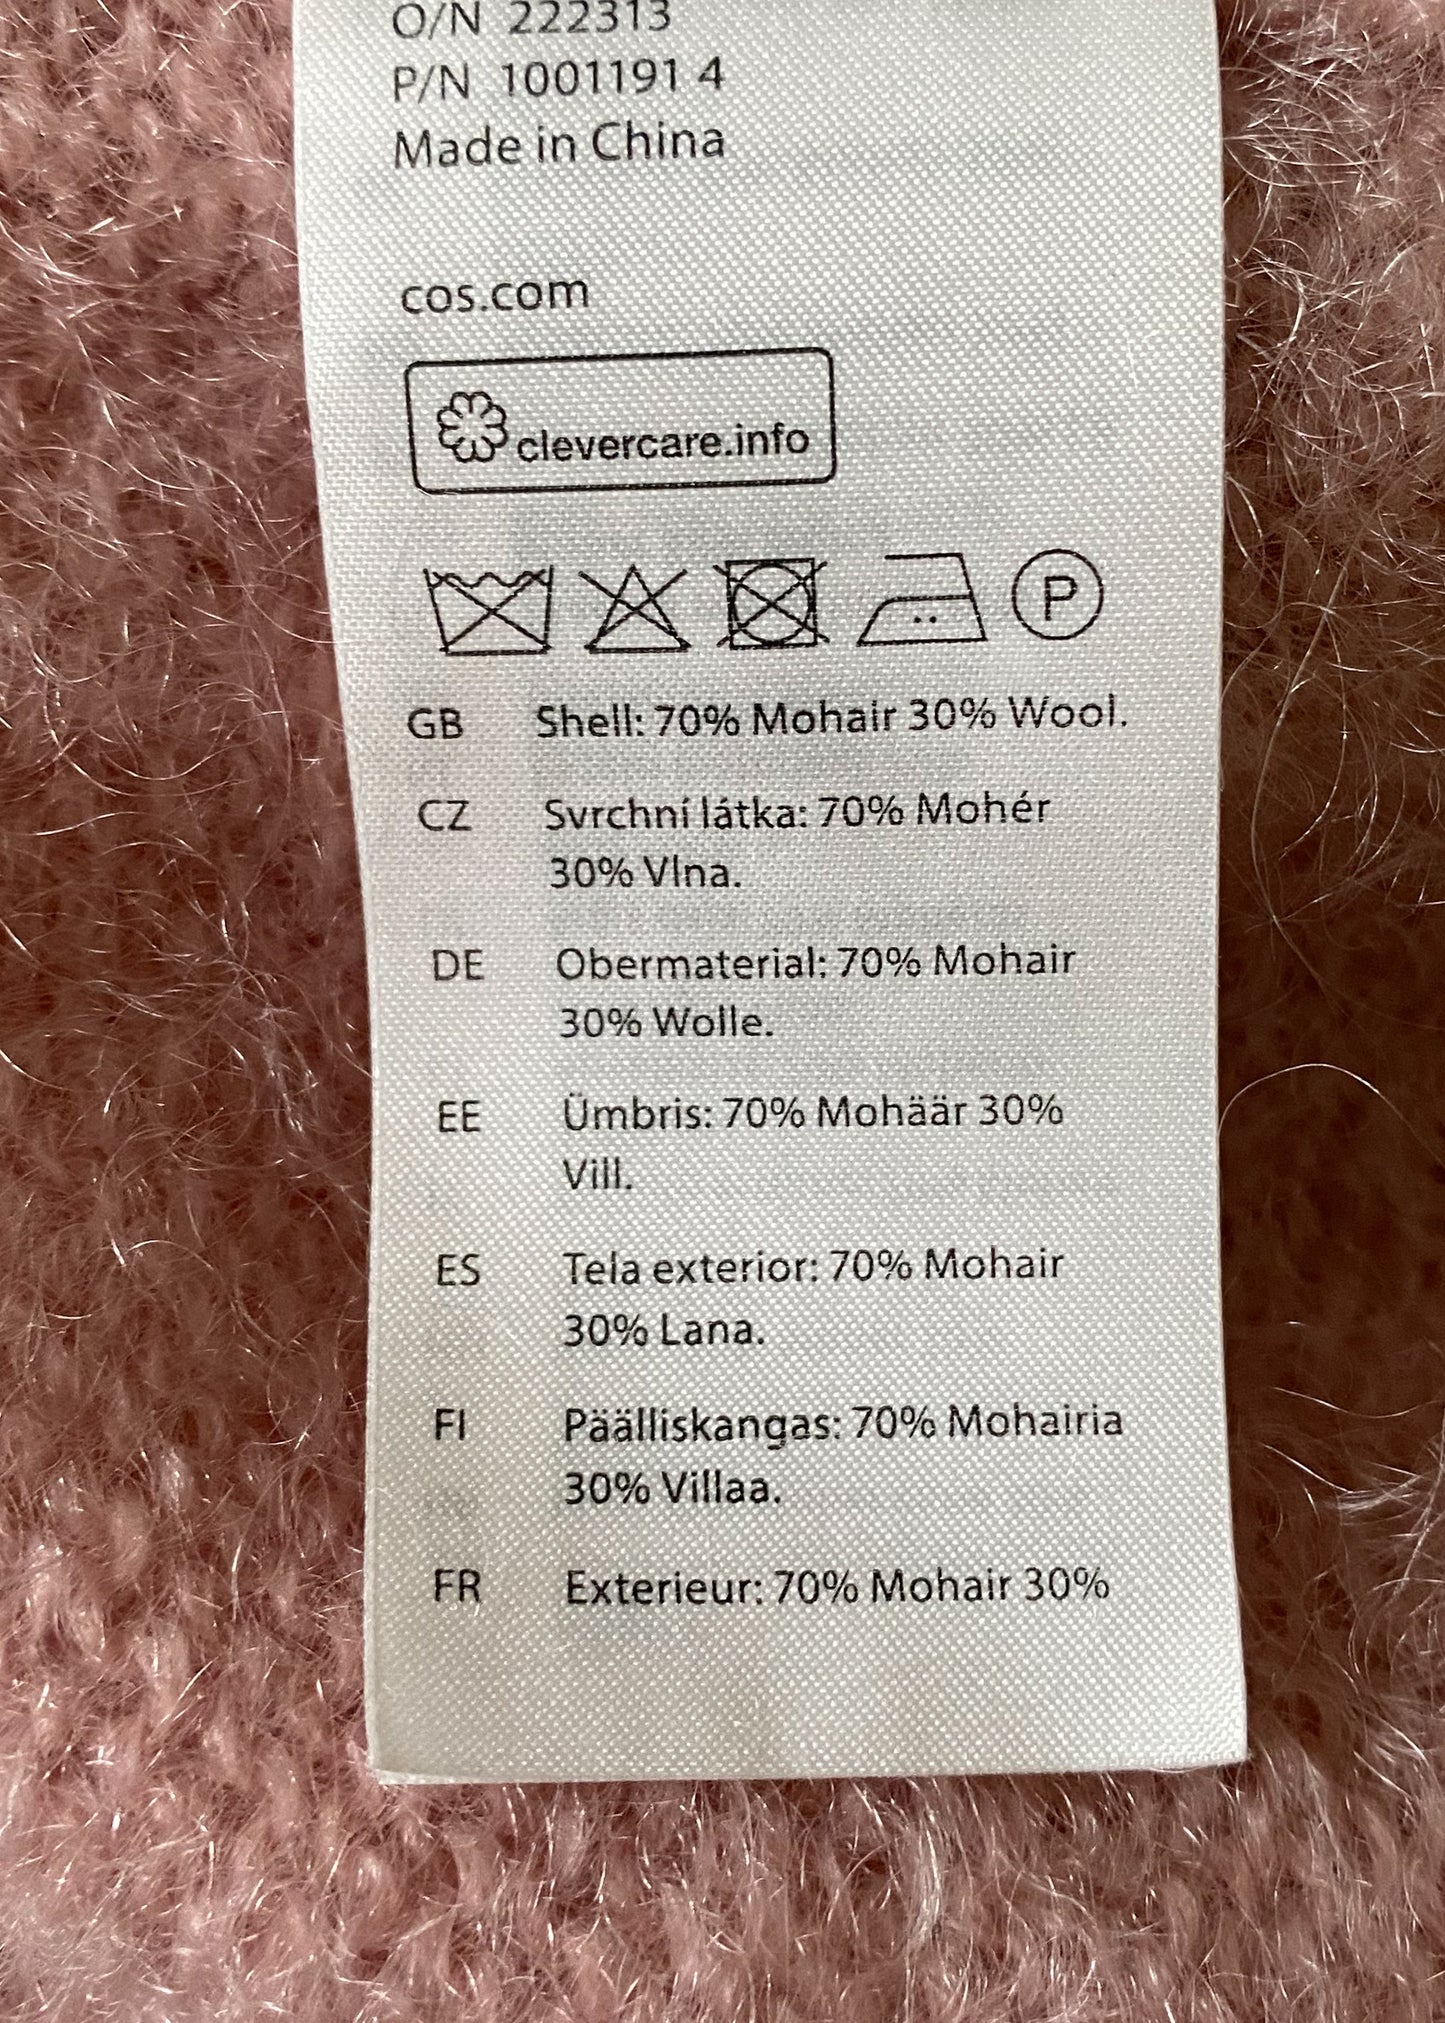 O/N 222313
P/N 1001191 4
Made in China
cos.com
clevercare.info
P
GB Shell: 70% Mohair 30% Wool.
CZ Svrchní látka: 70% Mohér
30% Vlna.
DE Obermaterial: 70% Mohair
30% Wolle.
EE Ümbris: 70% Mohäär 30%
Vill.
ES Tela exterior: 70% Mohair
30% Lana.
FI Päälliskangas: 70% Mohairia
30% Villaa.
FR Exterieur: 70% Mohair 30%